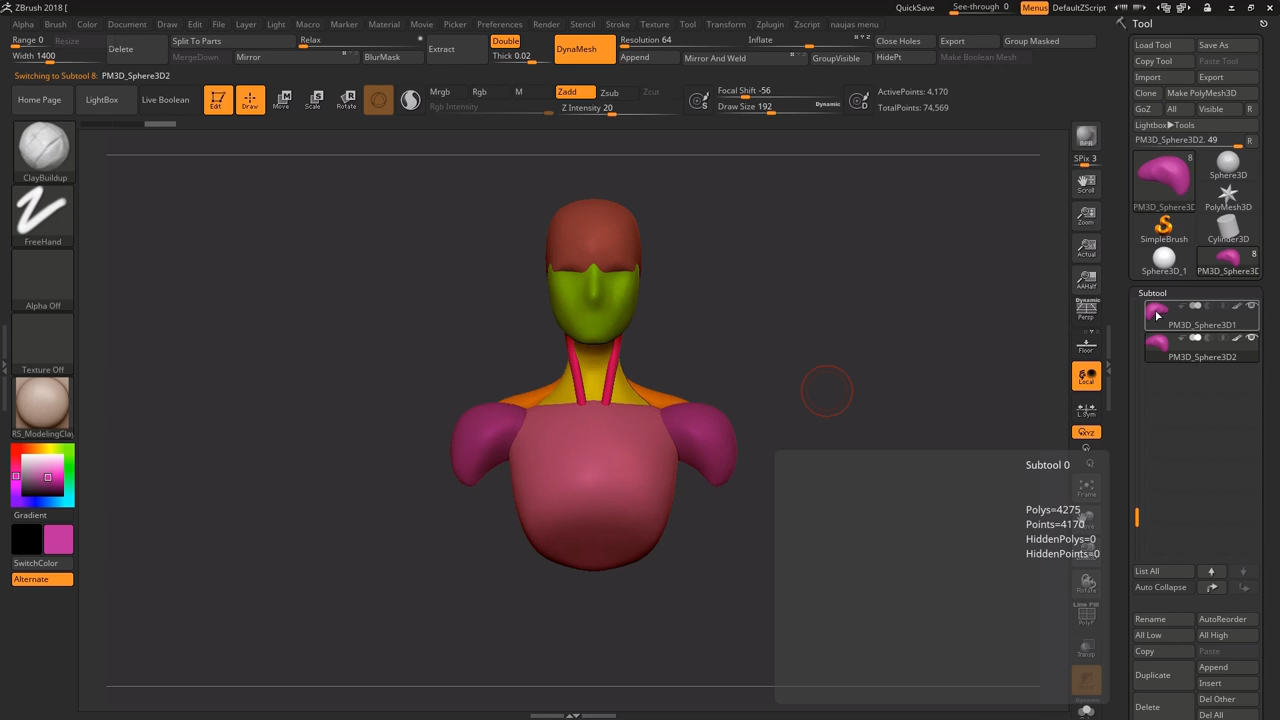 ZBrush 2018 [
QuickSave See-through 0 Menus DefaultZScript
Alpha Brush Color Document Draw Edit File Layer Light Macro Marker Material Movie Picker Preferences Render Stencil Stroke Texture Tool Transform Zplugin Zscript naujas menu
Range 0 Resize
Width 1400
Delete
Split To Parts
MergeDown Mirror
Relax
BlurMask
Extract
Double
Thick 0.02
DynaMesh
Resolution 64
Append
Inflate
Mirror And Weld
GroupVisible
Close Holes
HidePt
Export
Make Boolean Mesh
Group Masked
Switching to Subtool 8: PM3D_Sphere3D2
Home Page LightBox Live Boolean
Edit Draw Move Scale Rotate
Mrgb Rgb M
Rgb Intensity
Zadd Zsub Zcut
Z Intensity 20
S
Focal Shift -56
Draw Size 192 Dynamic
D
ActivePoints: 4,170
TotalPoints: 74,569
ClayBuildup
FreeHand
Alpha Off
Texture Off
RS_ModelingCla
Gradient
SwitchColor
Alternate
BPR
SPix 3
Scroll
Zoom
Actual
AAHalf
Dynamic
Persp
Floor
Local
L.Sym
XYZ
Frame
Rotate
Line Fill
PolyF
Transp
Subtool 0
Polys=4275
Points=4170
HiddenPolys=0
HiddenPoints=0
Tool
Load Tool Save As
Copy Tool Paste Tool
Import Export
Clone Make PolyMesh3D
GoZ All Visible R
Lightbox▶Tools
PM3D_Sphere3D2. 49 R
8
PM3D_Sphere3D
Sphere3D
PolyMesh3D
SimpleBrush
Cylinder3D
Sphere3D_1
8
PM3D_Sphere3D
Subtool
PM3D_Sphere3D1
PM3D_Sphere3D2
List All
Auto Collapse
Rename AutoReorder
All Low All High
Copy Paste
Duplicate
Append
Insert
Delete
Del Other
Del All